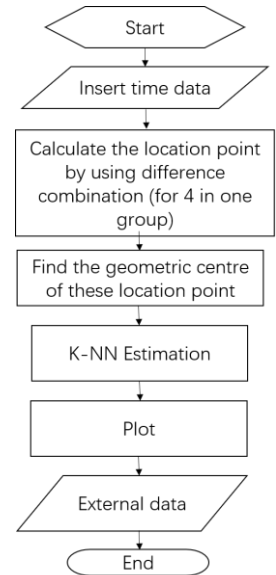 Start
Insert time data
Calculate the location point
by using difference
combination (for 4 in one
group)
Find the geometric centre
of these location point
K-NN Estimation
Plot
External data
End